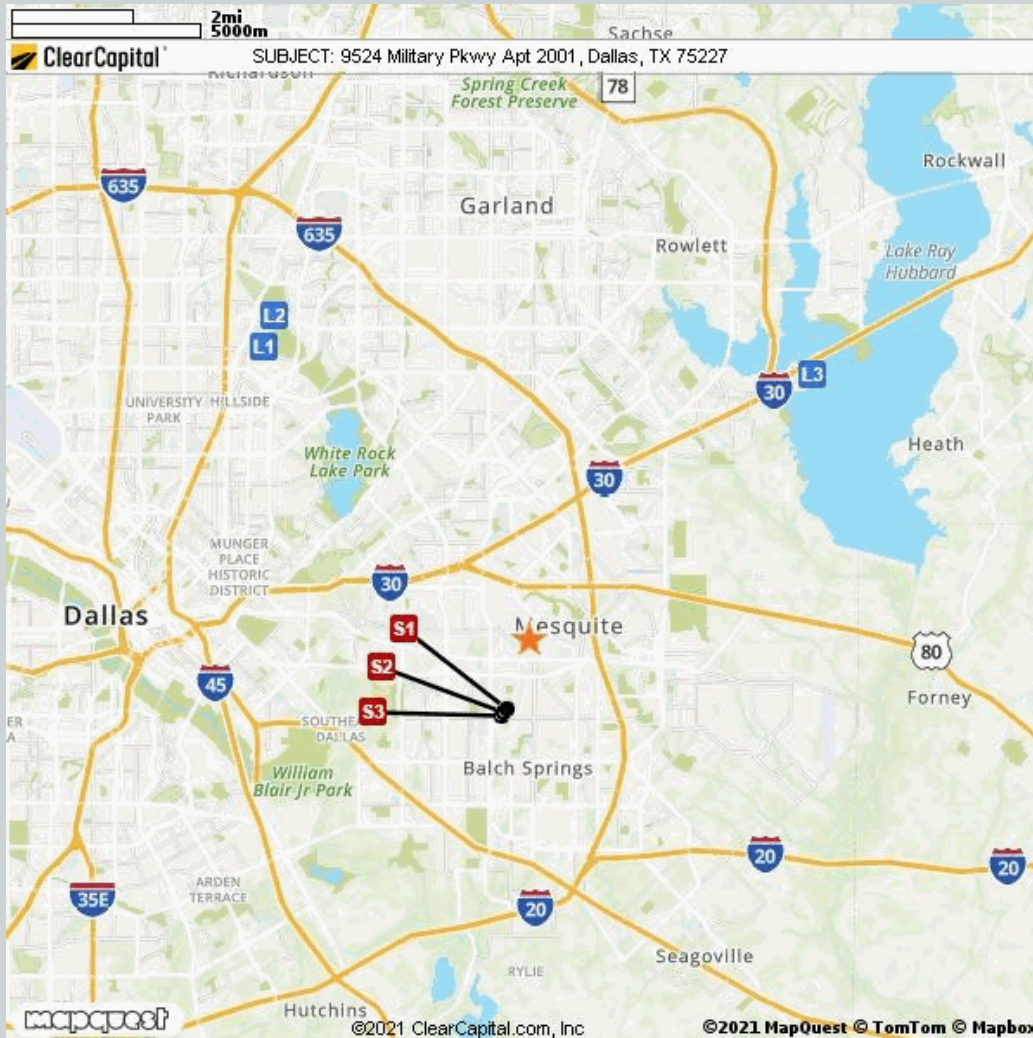 2mi
5000m
Sachse
ClearCapital
SUBJECT: 9524 Military Pkwy Apt 2001, Dallas, TX 75227
Richardson
Spring Creek
Forest Preserve
78
Rockwall
635
Garland
635
Rowlett
Lake Ray
Hubbard
L2
L1
L3
30
UNIVERSITY
PARK
HILLSIDE
White Rock
Lake Park
Heath
30
MUNGER
PLACE
HISTORIC
DISTRICT
30
Dallas
S1
Mesquite
80
S2
45
Forney
S3
SOUTHEA
DALLAS
William
Blair Jr Park
Balch Springs
20
20
ARDEN
TERRACE
35E
20
Seagoville
RYLIE
Hutchins
mapquest
©2021 ClearCapital.com, Inc
©2021 MapQuest © TomTom © Mapbox